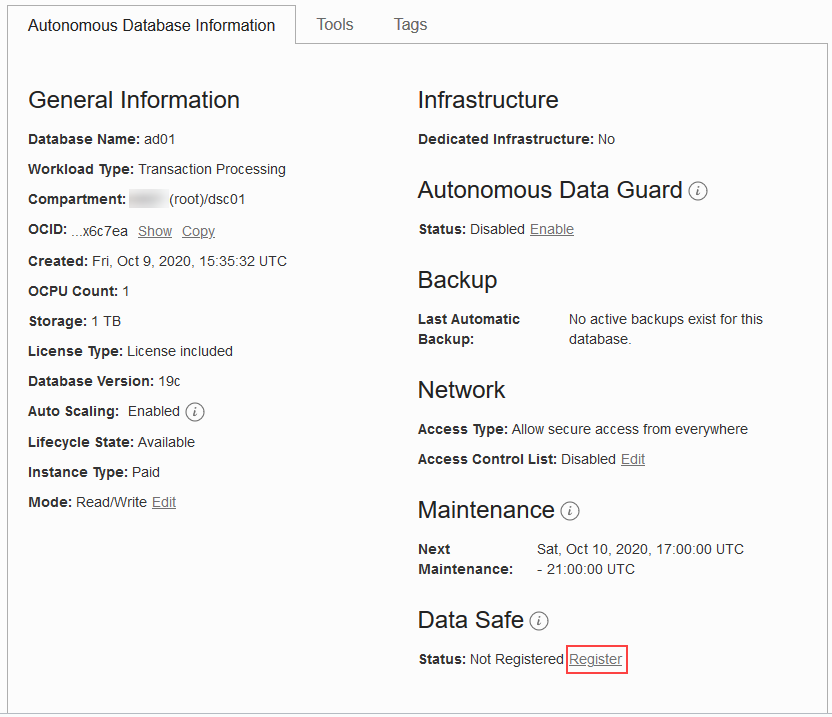 Autonomous Database Information
Tools
Tags
General Information
Database Name: ad01
Workload Type: Transaction Processing
Compartment: (root)/dsc01
OCID: ...x6c7ea Show Copy
Created: Fri, Oct 9, 2020, 15:35:32 UTC
OCPU Count: 1
Storage: 1 TB
License Type: License included
Database Version: 19c
Auto Scaling: Enabled i
Lifecycle State: Available
Instance Type: Paid
Mode: Read/Write Edit
Infrastructure
Dedicated Infrastructure: No
Autonomous Data Guard i
Status: Disabled Enable
Backup
Last Automatic No active backups exist for this
Backup: database.
Network
Access Type: Allow secure access from everywhere
Access Control List: Disabled Edit
Maintenance i
Next Sat, Oct 10, 2020, 17:00:00 UTC
Maintenance: - 21:00:00 UTC
Data Safe i
Status: Not Registered Register